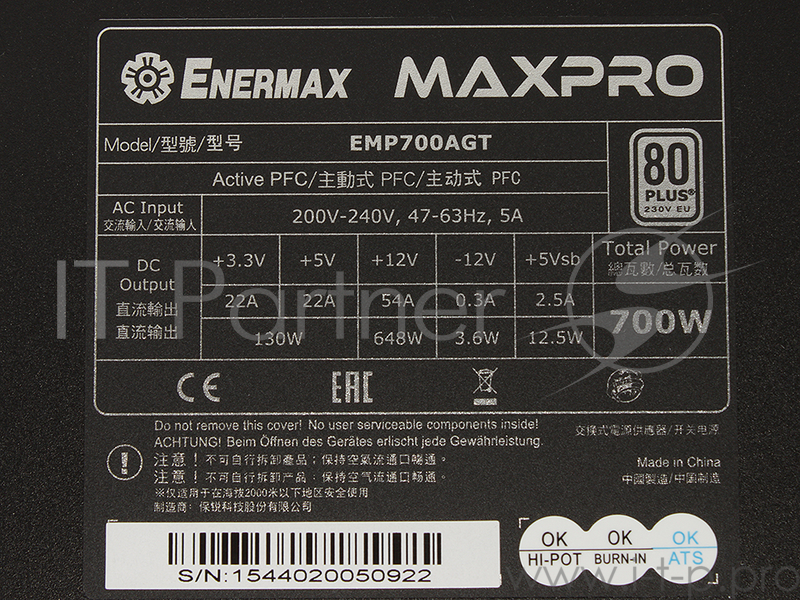 ENERMAX MAXPRO
Model/型號/型号 EMP700AGT
Active PFC/主動式 PFC/主动式 PFC
80
PLUS®
230V EU
AC Input
交流輸入/交流输入
200V-240V, 47-63Hz, 5A
DC
Output
直流輸出
直流输出
+3.3V +5V +12V -12V +5Vsb
22A 22A 54A 0.3A 2.5A
130W 648W 3.6W 12.5W
Total Power
總瓦數/总瓦数
700W
CE EAC
Do not remove this cover! No user serviceable components inside!
ACHTUNG! Beim Öffnen des Gerätes erlischt jede Gewährleistung.
注意！不可自行拆卸產品；保持空氣流通口暢通。
注意！不可自行拆卸产品；保持空气流通口畅通。
※仅适用于在海拔2000米以下地区安全使用
制造商：保锐科技股份有限公司
交換式電源供應器/开关电源
Made in China
中國製造/中国制造
S/N:1544020050922
OK
HI-POT
OK
BURN-IN
OK
ATS
IT Partner
www.i-t-p.pro